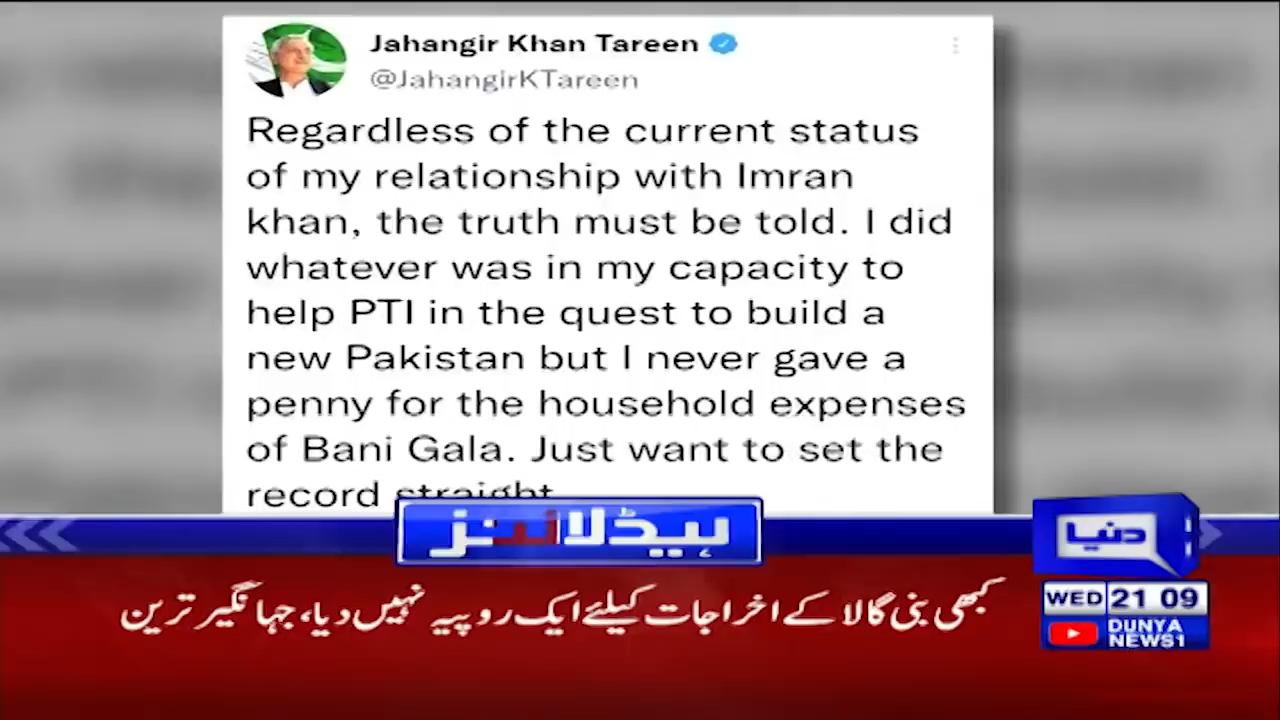 Jahangir Khan Tareen
@JahangirKTareen
Regardless of the current status
of my relationship with Imran
khan, the truth must be told. I did
whatever was in my capacity to
help PTI in the quest to build a
new Pakistan but I never gave a
penny for the household expenses
of Bani Gala. Just want to set the
record straight
ہیڈلائنز
دنیا
کبھی بنی گالا کے اخراجات کیلئے ایک روپیہ نہیں دیا، جہانگیر ترین
WED 21 09
DUNYA
NEWS1